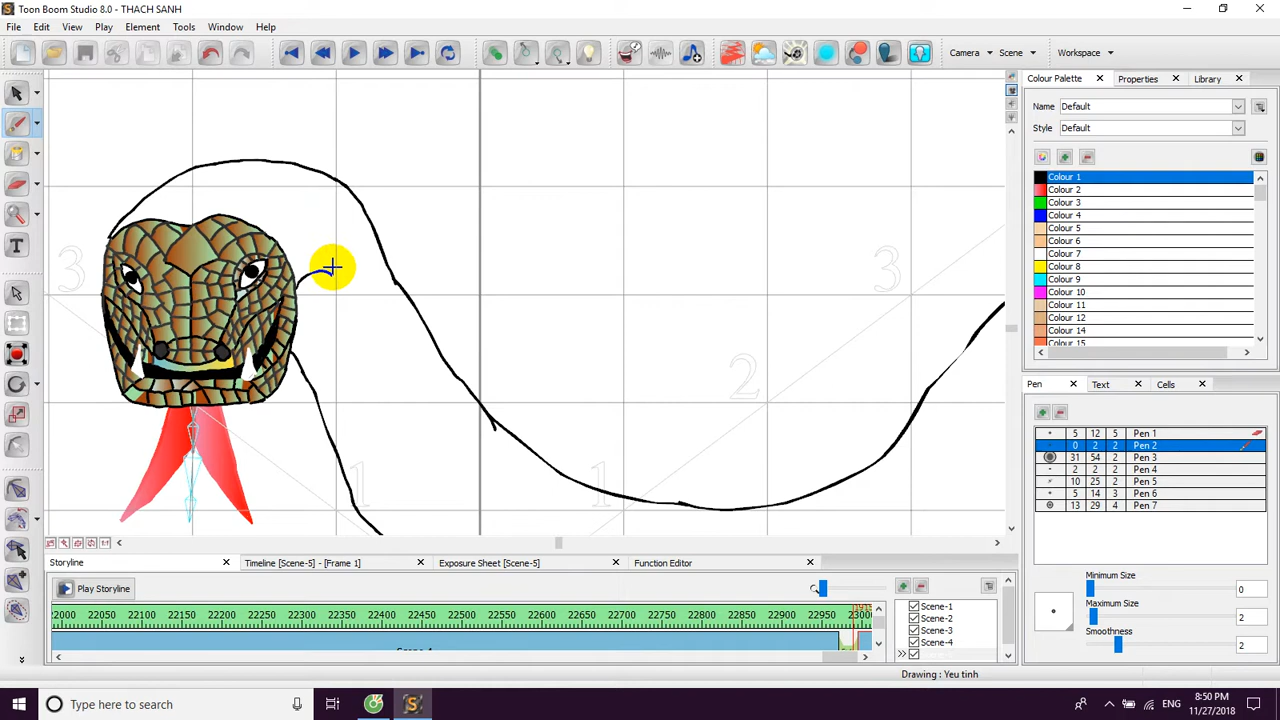 Toon Boom Studio 8.0 - THACH SANH
File Edit View Play Element Tools Window Help
Camera Scene Workspace
Colour Palette Properties Library
Name Default
Style Default
Colour 1
Colour 2
Colour 3
Colour 4
Colour 5
Colour 6
Colour 7
Colour 8
Colour 9
Colour 10
Colour 11
Colour 12
Colour 14
Colour 15
3 3
2
1 1
Pen Text Cells
5 12 5 Pen 1
0 2 2 Pen 2
31 54 2 Pen 3
2 2 2 Pen 4
10 25 2 Pen 5
5 14 3 Pen 6
13 29 4 Pen 7
Minimum Size
0
Maximum Size
2
Smoothness
2
Storyline Timeline [Scene-5] - [Frame 1] Exposure Sheet [Scene-5] Function Editor
Play Storyline
22050 22100 22150 22200 22250 22300 22350 22400 22450 22500 22550 22600 22650 22700 22750 22800 22850 22900
Scene-1
Scene-2
Scene-3
Scene-4
Drawing : Yeu tinh
Type here to search
ENG
8:50 PM
11/27/2018